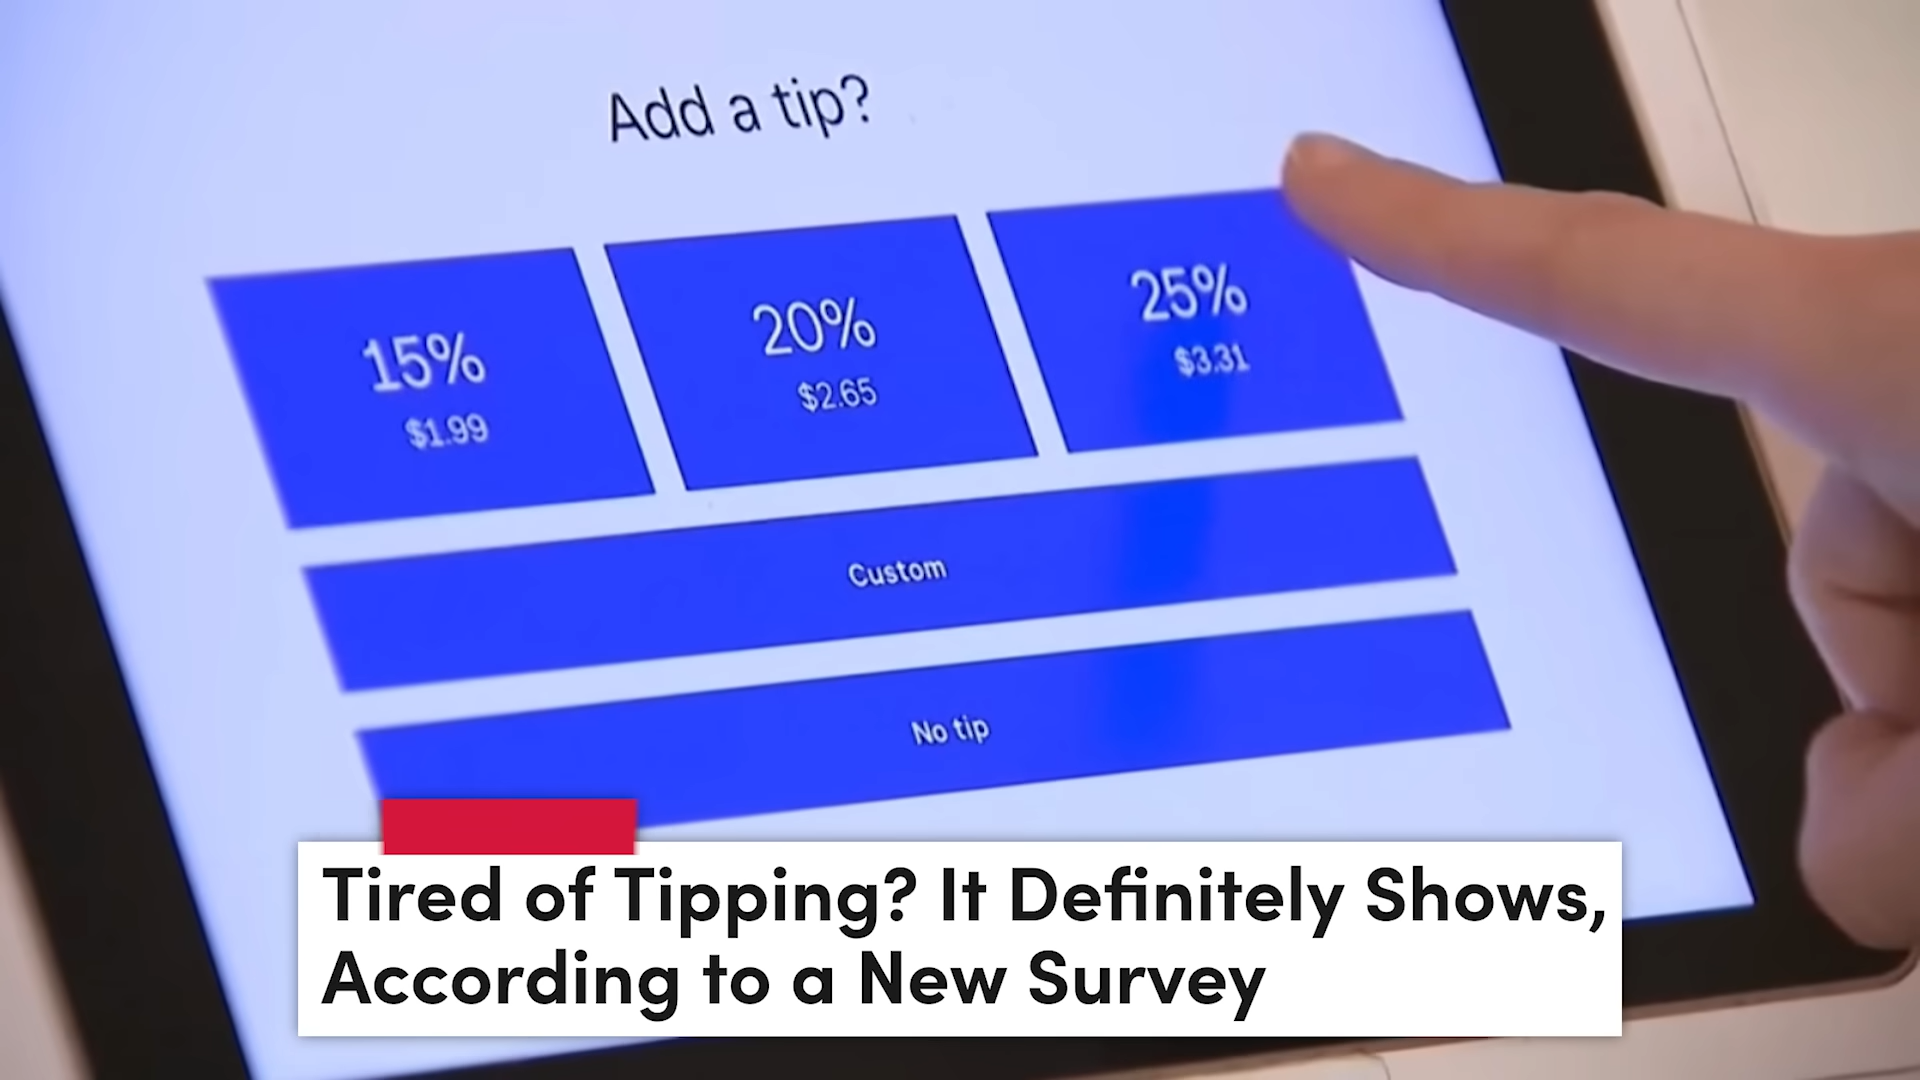 Add a tip?
15%
$1.99
20%
$2.65
25%
$3.31
Custom
No tip
Tired of Tipping? It Definitely Shows,
According to a New Survey